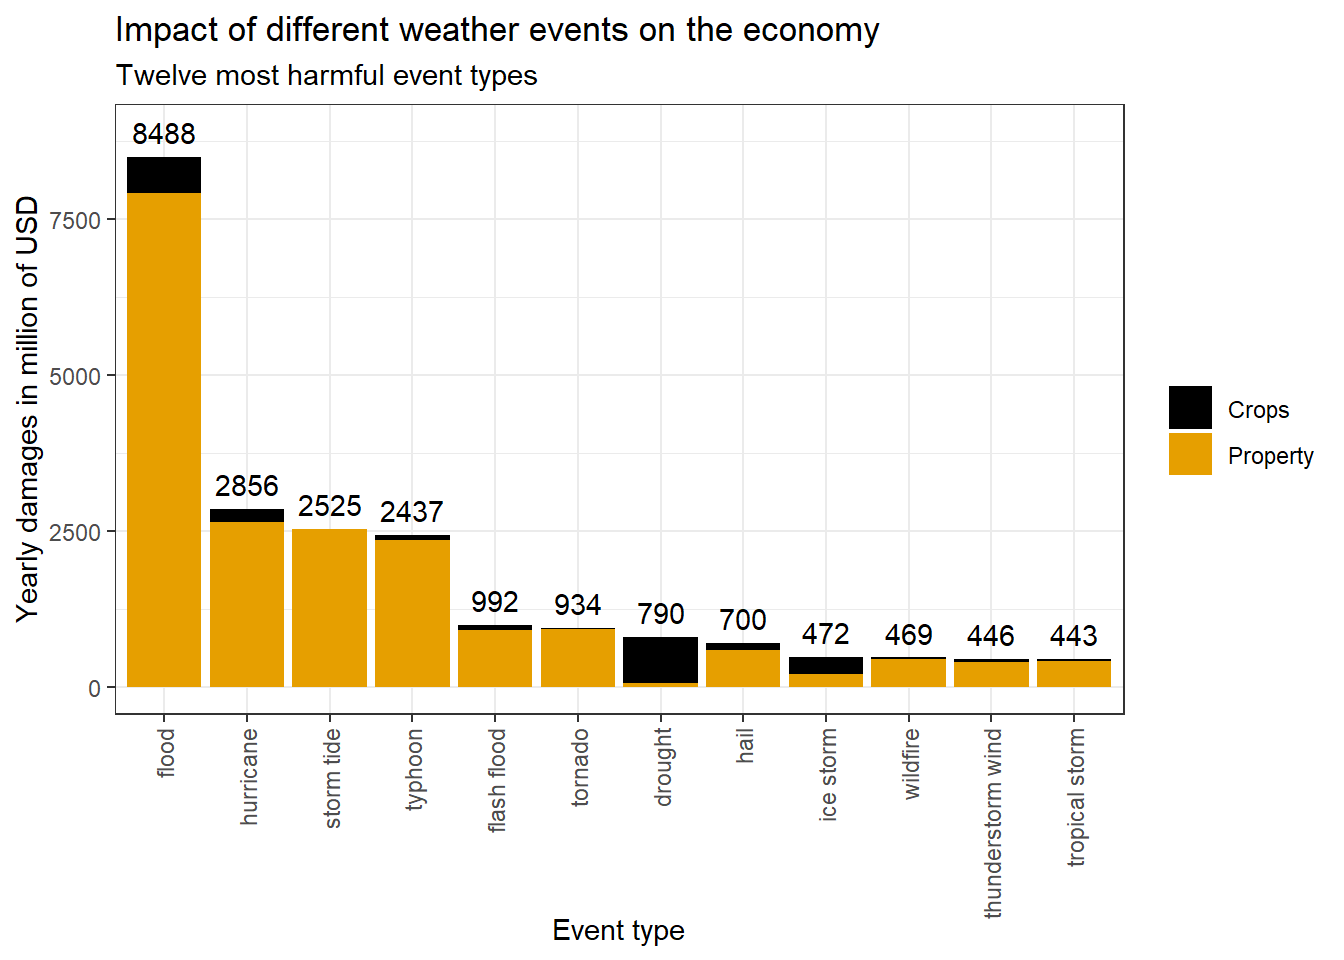 Impact of different weather events on the economy
Twelve most harmful event types
Yearly damages in million of USD
7500
5000
2500
0
8488
2856
2525
2437
992
934
790
700
472
469
446
443
flood
hurricane
storm tide
typhoon
flash flood
tornado
drought
hail
ice storm
wildfire
thunderstorm wind
tropical storm
Event type
Crops
Property